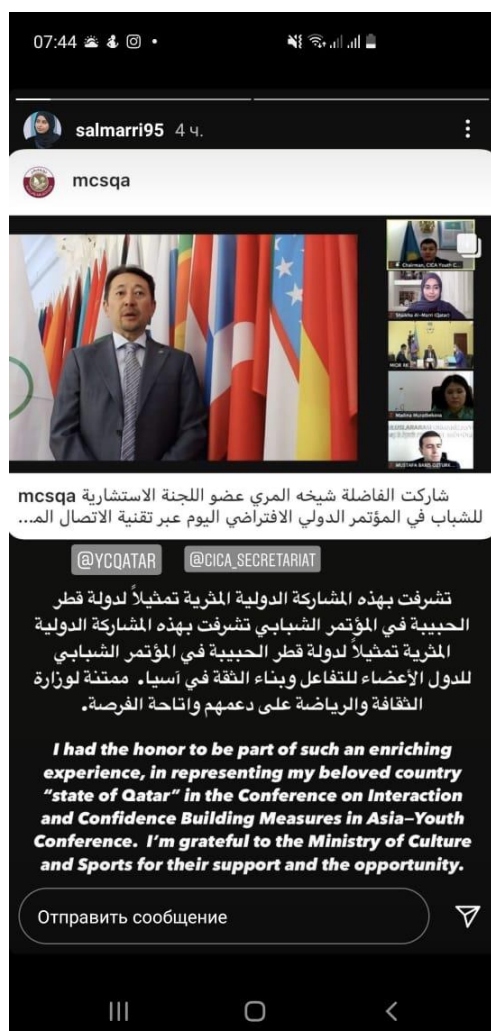 07:44
salmarri95 4 ч.
mcsqa
Chairman, CICA Youth C...
Shaikha Al-Marri (Qatar)
Madina Muratbekova
mcsqa شاركت الفاضلة شيخه المري عضو اللجنة الاستشارية
للشباب في المؤتمر الدولي الافتراضي اليوم عبر تقنية الاتصال المـ...
@YCQATAR @CICA_SECRETARIAT
تشرفت بهذه المشاركة الدولية المثرية تمثيلاً لدولة قطر
الحبيبة في المؤتمر الشبابي تشرفت بهذه المشاركة الدولية
المثرية تمثيلاً لدولة قطر الحبيبة في المؤتمر الشبابي
للدول الأعضاء للتفاعل وبناء الثقة في آسيا. ممتنة لوزارة
الثقافة والرياضة على دعمهم واتاحة الفرصة.
I had the honor to be part of such an enriching
experience, in representing my beloved country
“state of Qatar” in the Conference on Interaction
and Confidence Building Measures in Asia–Youth
Conference. I’m grateful to the Ministry of Culture
and Sports for their support and the opportunity.
Отправить сообщение